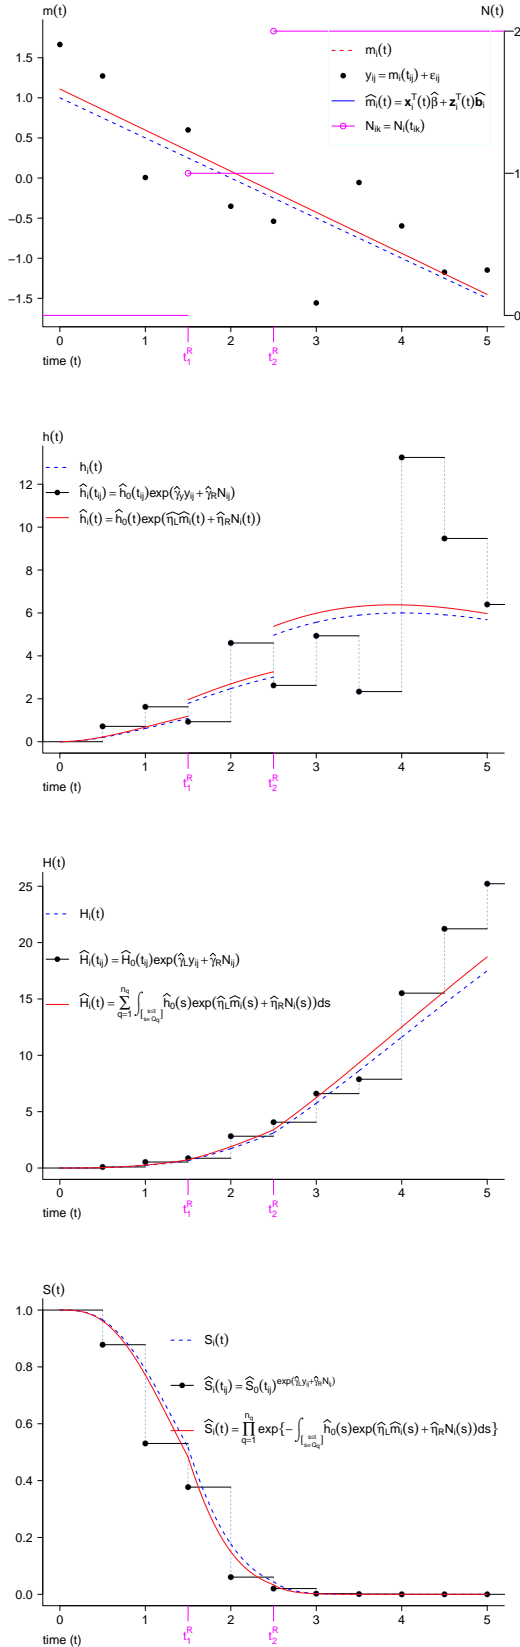 m(t) N(t)
m_i(t)
y_ij = m_i(t_ij) + ε_ij
m̂_i(t) = x_i^T(t)β̂ + z_i^T(t)b̂_i
N_ik = N_i(t_ik)
1.5
1.0
0.5
0.0
−0.5
−1.0
−1.5
2
1
0
0 1 2 3 4 5
time (t) t_1^R t_2^R
h(t)
h_i(t)
ĥ_i(t_ij) = ĥ_0(t_ij)exp(γ̂_y y_ij + γ̂_R N_ij)
ĥ_i(t) = ĥ_0(t)exp(η̂_L m̂_i(t) + η̂_R N_i(t))
12
10
8
6
4
2
0
0 1 2 3 4 5
time (t) t_1^R t_2^R
H(t)
H_i(t)
Ĥ_i(t_ij) = Ĥ_0(t_ij)exp(γ̂_L y_ij + γ̂_R N_ij)
Ĥ_i(t) = ∑_{q=1}^{n_q} ∫_{[s≤t s∈Q_q]} ĥ_0(s)exp(η̂_L m̂_i(s) + η̂_R N_i(s))ds
25
20
15
10
5
0
0 1 2 3 4 5
time (t) t_1^R t_2^R
S(t)
S_i(t)
Ŝ_i(t_ij) = Ŝ_0(t_ij)^{exp(γ̂_L y_ij + γ̂_R N_ij)}
Ŝ_i(t) = ∏_{q=1}^{n_q} exp{−∫_{[s≤t s∈Q_q]} ĥ_0(s)exp(η̂_L m̂_i(s) + η̂_R N_i(s))ds}
1.0
0.8
0.6
0.4
0.2
0.0
0 1 2 3 4 5
time (t) t_1^R t_2^R